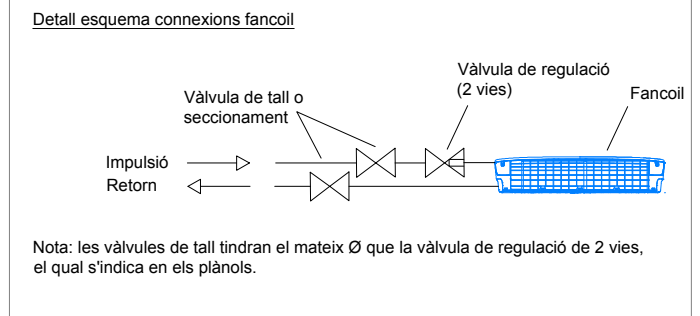 Detall esquema connexions fancoil
Vàlvula de regulació
(2 vies)
Fancoil
Vàlvula de tall o
seccionament
Impulsió
Retorn
Nota: les vàlvules de tall tindran el mateix Ø que la vàlvula de regulació de 2 vies,
el qual s'indica en els plànols.